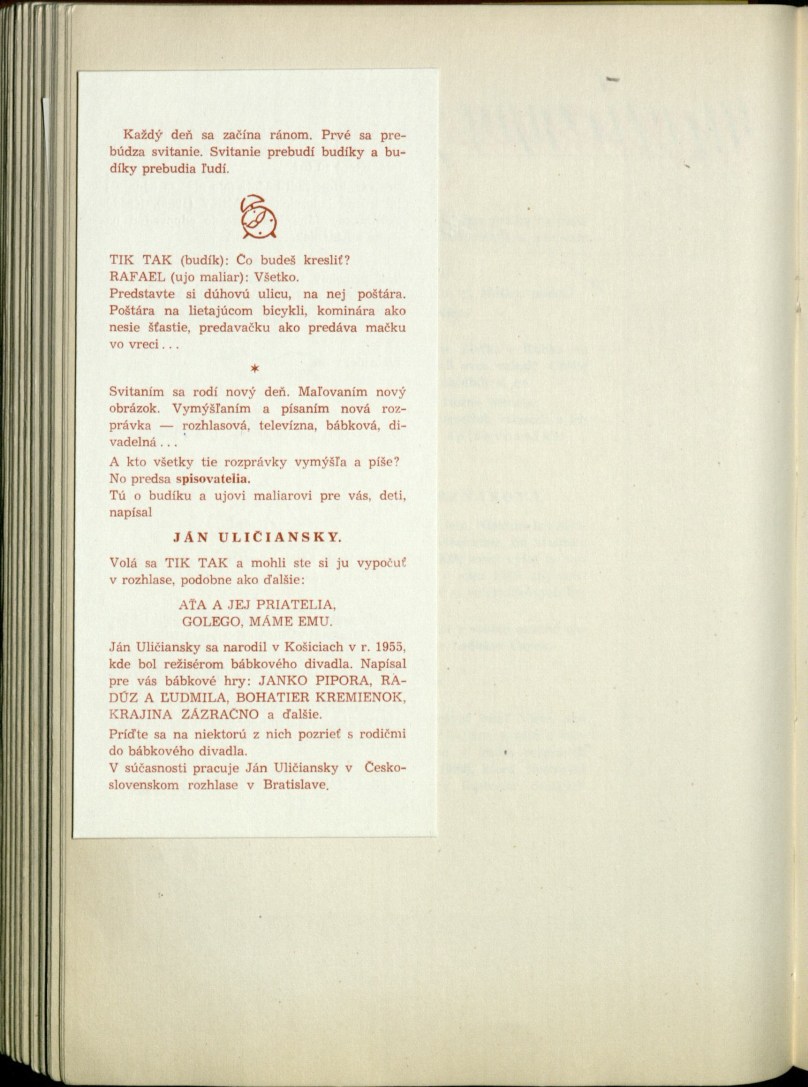 Každý deň sa začína ránom. Prvé sa pre-
búdza svitanie. Svitanie prebudí budíky a bu-
díky prebudia ľudí.
TIK TAK (budík): Čo budeš kresliť?
RAFAEL (ujo maliar): Všetko.
Predstavte si dúhovú ulicu, na nej poštára.
Poštára na lietajúcom bicykli, kominára ako
nesie šťastie, predavačku ako predáva mačku
vo vreci . . .
*
Svitaním sa rodí nový deň. Maľovaním nový
obrázok. Vymýšľaním a písaním nová roz-
právka — rozhlasová, televízna, bábková, di-
vadelná . . .
A kto všetky tie rozprávky vymýšľa a píše?
No predsa spisovatelia.
Tú o budíku a ujovi maliarovi pre vás, deti,
napísal
JÁN ULIČIANSKY.
Volá sa TIK TAK a mohli ste si ju vypočuť
v rozhlase, podobne ako ďalšie:
AŤA A JEJ PRIATELIA,
GOLEGO, MÁME EMU.
Ján Uličiansky sa narodil v Košiciach v r. 1955,
kde bol režisérom bábkového divadla. Napísal
pre vás bábkové hry: JANKO PIPORA, RA-
DÚZ A ĽUDMILA, BOHATIER KREMIENOK,
KRAJINA ZÁZRAČNO a ďalšie.
Príďte sa na niektorú z nich pozrieť s rodičmi
do bábkového divadla.
V súčasnosti pracuje Ján Uličiansky v Česko-
slovenskom rozhlase v Bratislave.